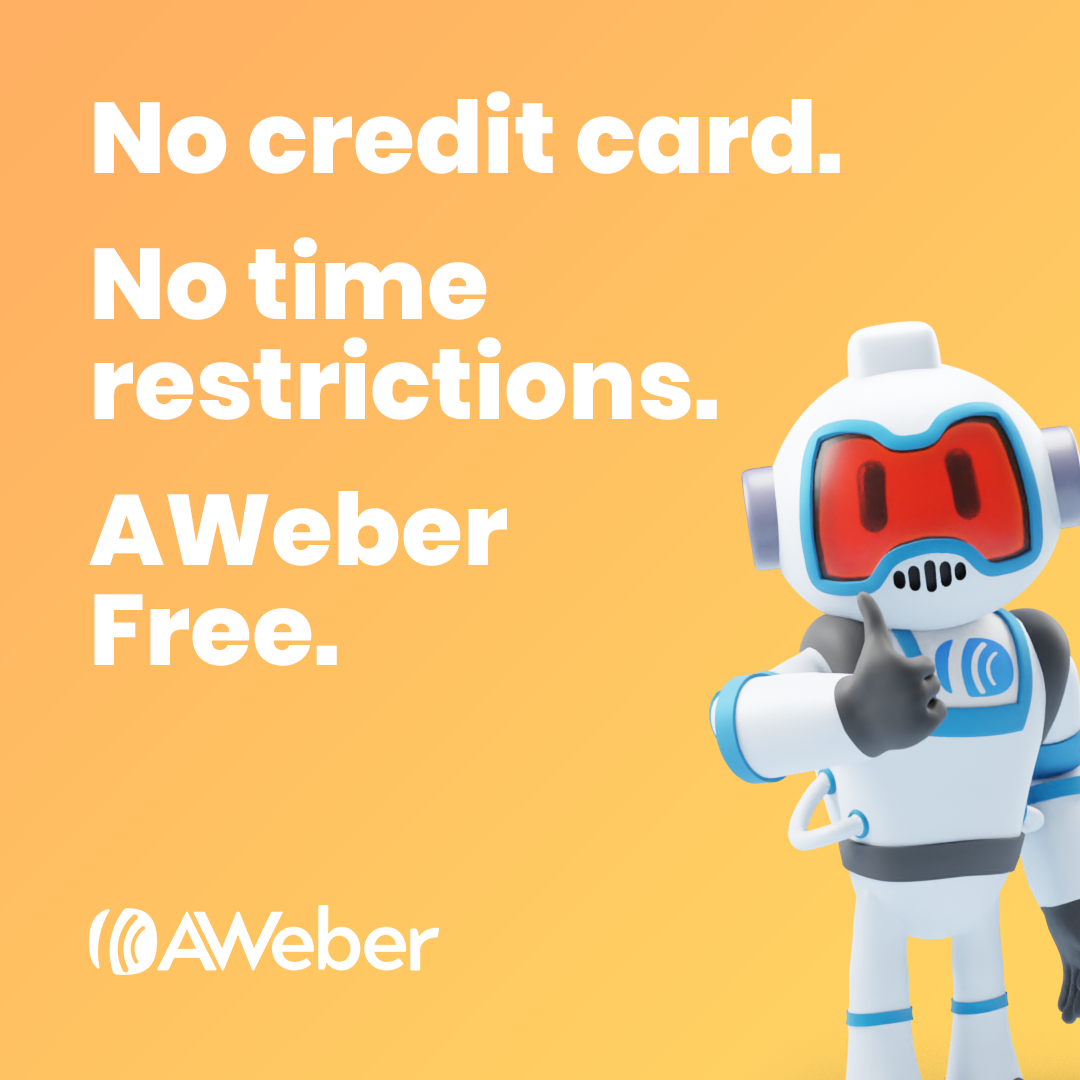 No credit card.
No time
restrictions.
AWeber
Free.
AWeber